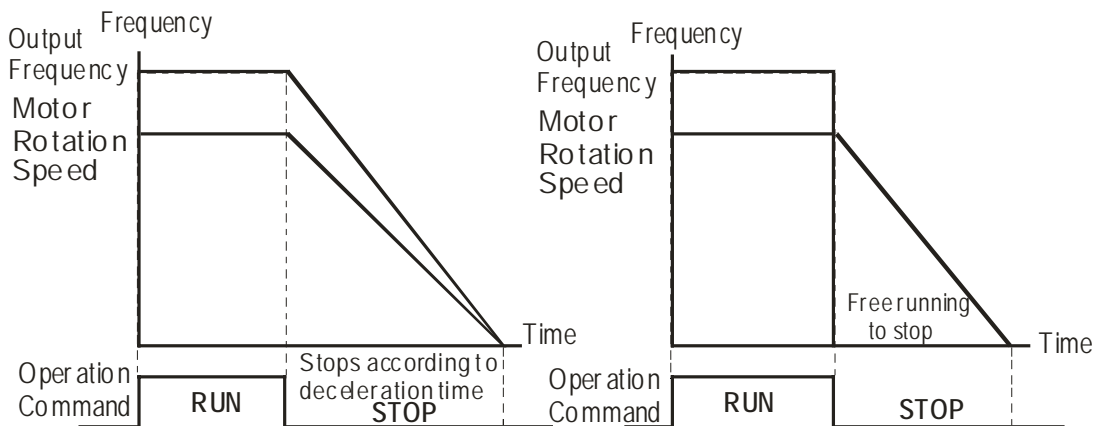 Frequency
Output
Frequency
Motor
Rotation
Speed
Time
Stops according to
deceleration time
Operation
Command
RUN
STOP
Frequency
Output
Frequency
Motor
Rotation
Speed
Free running
to stop
Time
Operation
Command
RUN
STOP